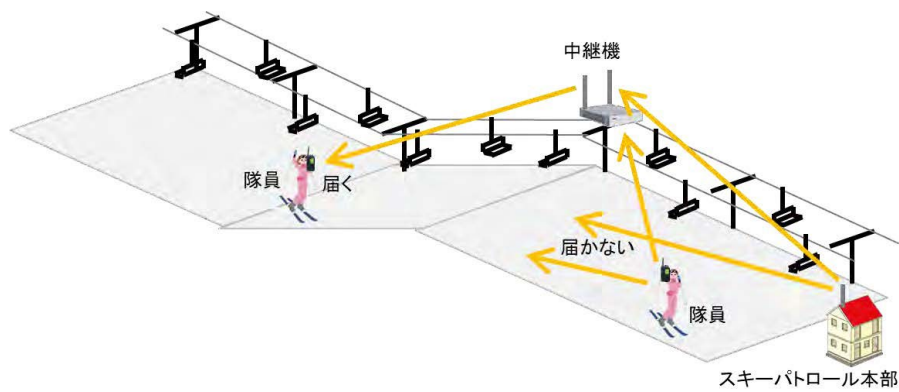 中継機
隊員
届く
届かない
隊員
スキーパトロール本部